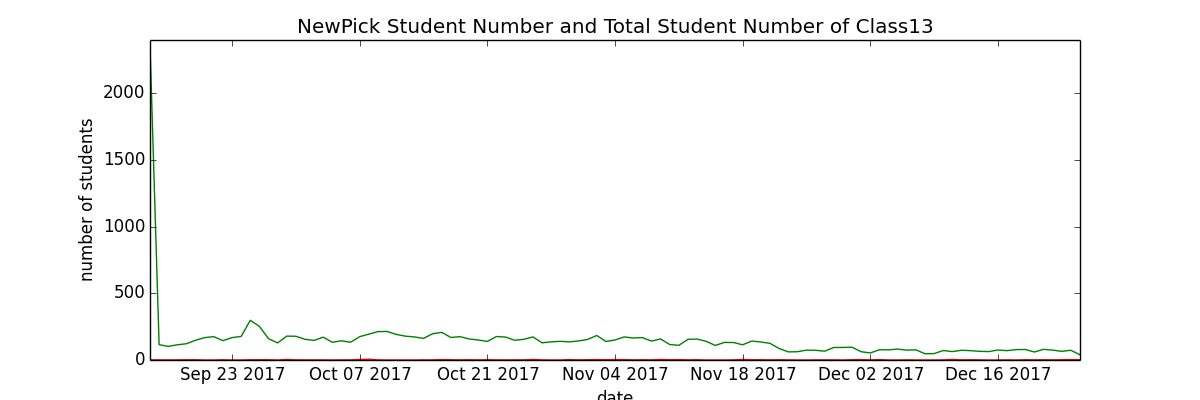 NewPick Student Number and Total Student Number of Class13
number of students
2000
1500
1000
500
0
Sep 23 2017 Oct 07 2017 Oct 21 2017 Nov 04 2017 Nov 18 2017 Dec 02 2017 Dec 16 2017
date